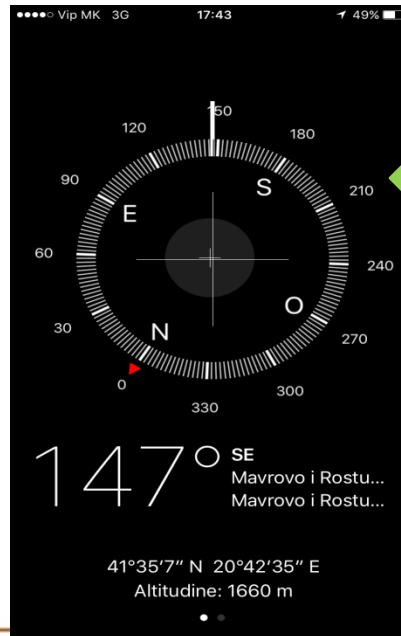 Vip MK 3G 17:43 49%
150
120 180
90 S 210
E
60 240
O
30 N 270
0 300
330
147° SE
Mavrovo i Rostu...
Mavrovo i Rostu...
41°35′7″ N 20°42′35″ E
Altitudine: 1660 m